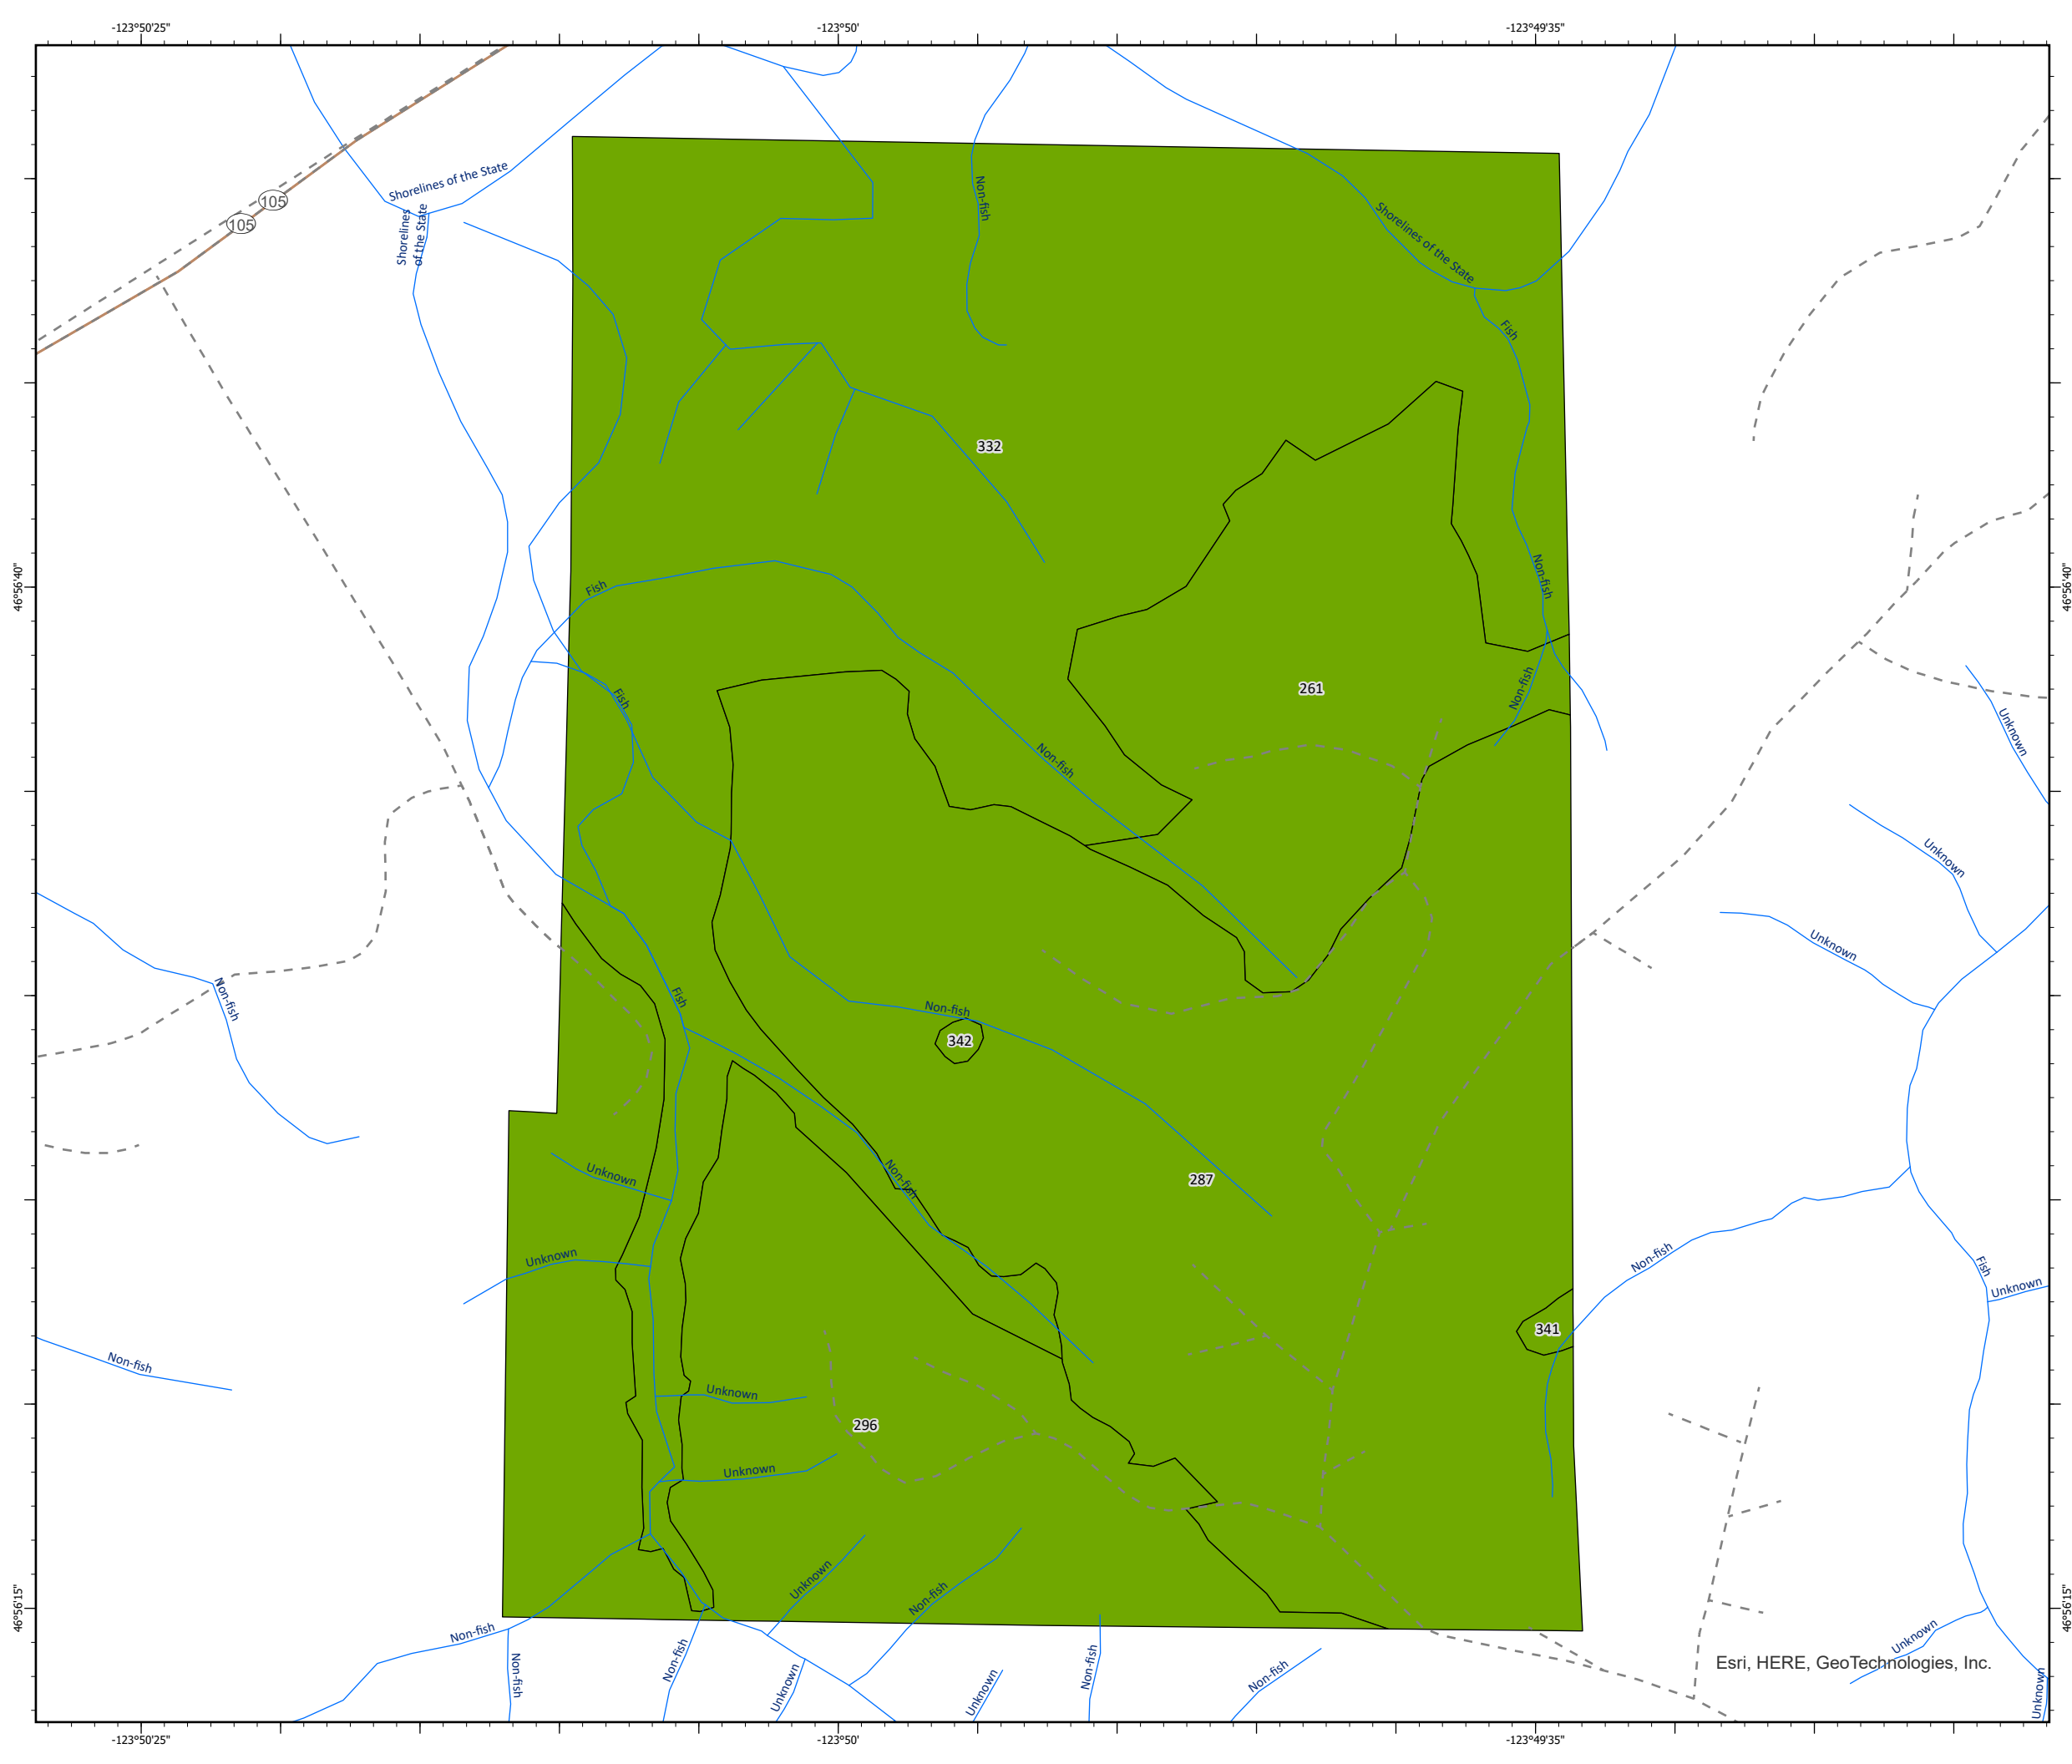 -123°50'25"
-123°50'
-123°49'35"
Shorelines of the State
105
105
Shorelines
of the State
Non-fish
Shorelines of the State
Fish
332
46°56'40"
Fish
Non-fish
46°56'40"
Fish
261
Non-fish
Unknown
Non-fish
Unknown
Unknown
Non-fish
Fish
Non-fish
342
Unknown
Non-fish
287
Unknown
Non-fish
Fish
Unknown
341
Non-fish
Unknown
296
Unknown
46°56'15"
Unknown
Non-fish
46°56'15"
Non-fish
Unknown
Non-fish
Non-fish
Unknown
Unknown
Non-fish
Non-fish
Esri, HERE, GeoTechnologies, Inc.
Unknown
-123°50'25"
-123°50'
-123°49'35"